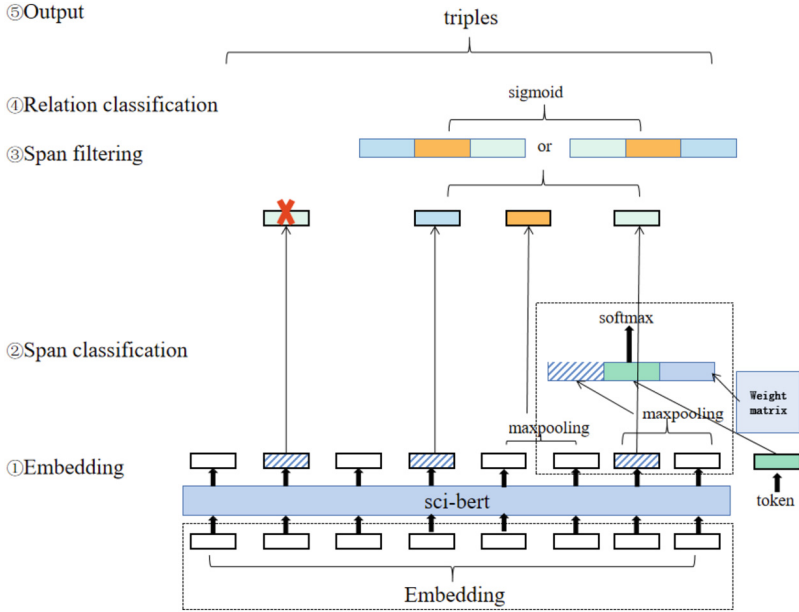 ⑤Output
triples
④Relation classification
sigmoid
③Span filtering
or
softmax
②Span classification
Weight
matrix
maxpooling
maxpooling
①Embedding
sci-bert
token
Embedding